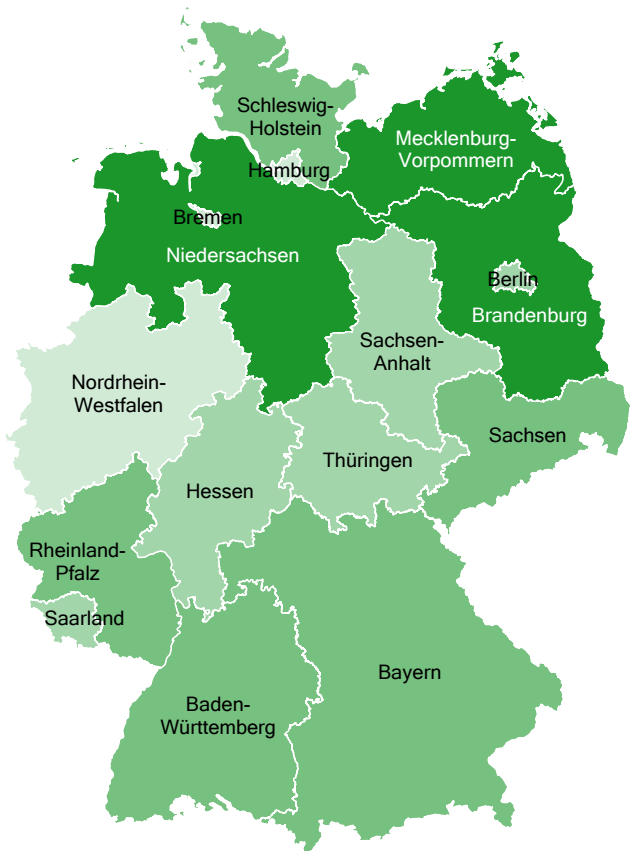 Schleswig-
Holstein
Mecklenburg-
Vorpommern
Hamburg
Bremen
Niedersachsen
Berlin
Brandenburg
Sachsen-
Anhalt
Nordrhein-
Westfalen
Sachsen
Thüringen
Hessen
Rheinland-
Pfalz
Saarland
Bayern
Baden-
Württemberg